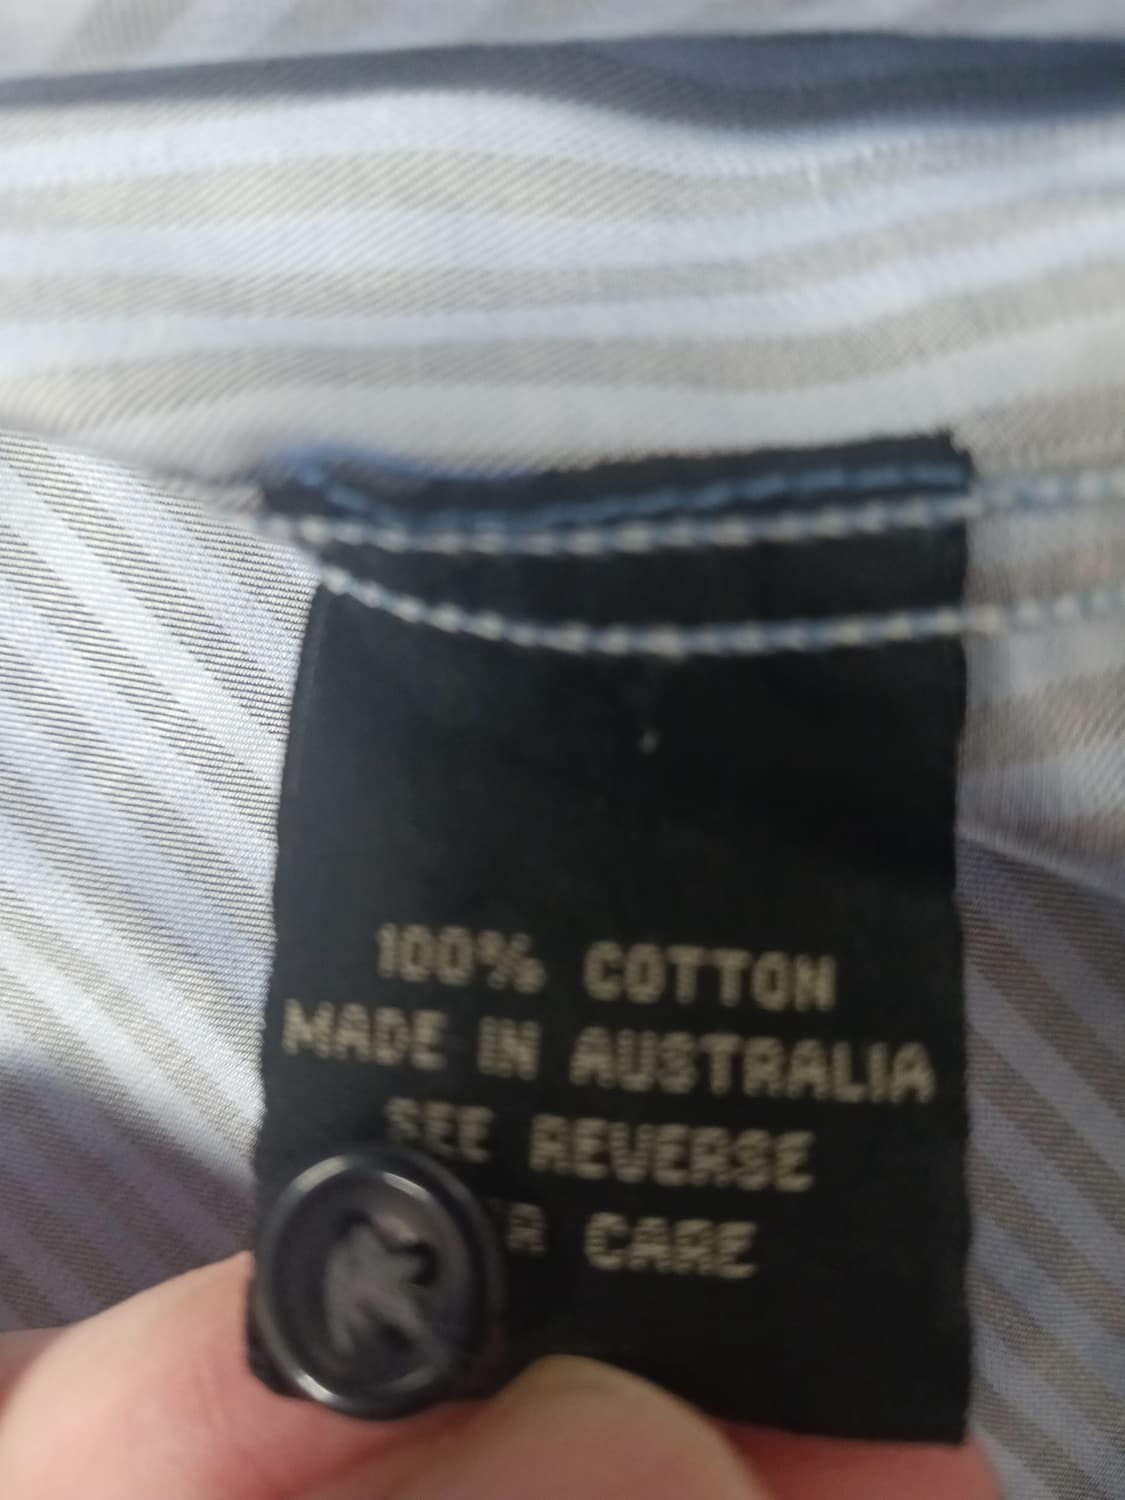 100% COTTON
MADE IN AUSTRALIA
SEE REVERSE
CARE